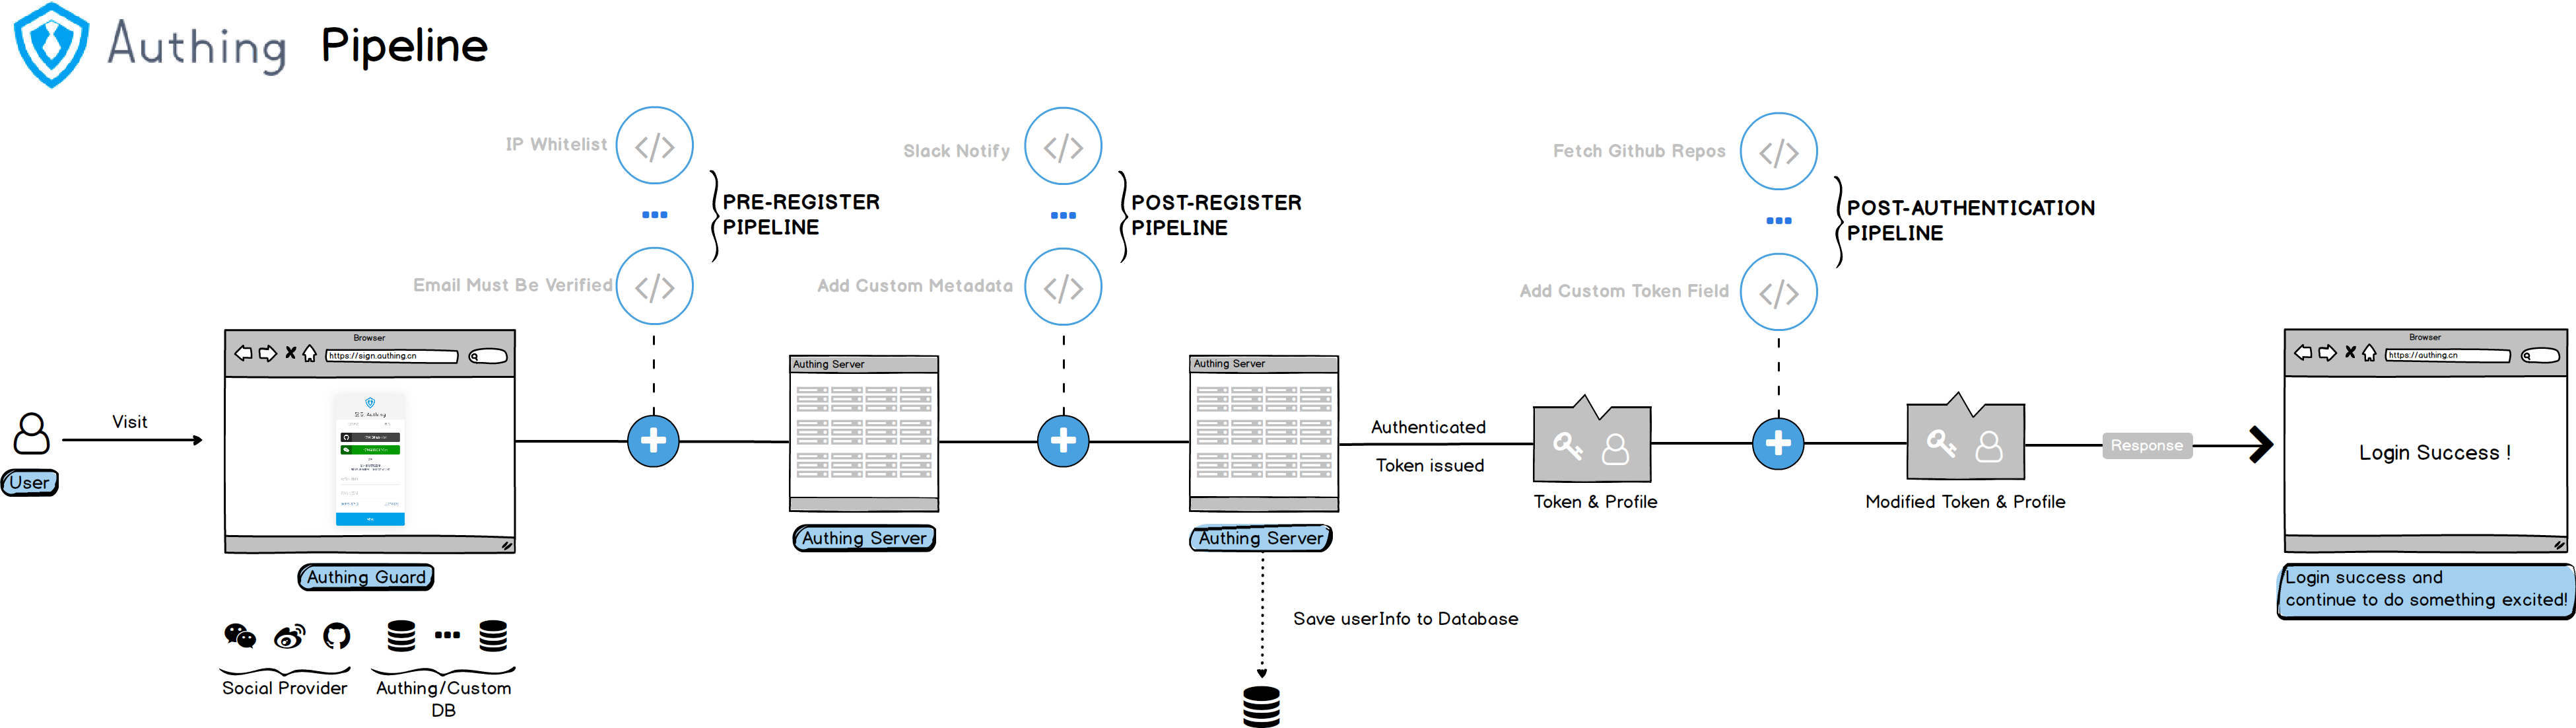 Authing Pipeline
IP Whitelist
Email Must Be Verified
PRE-REGISTER
PIPELINE
Slack Notify
Add Custom Metadata
POST-REGISTER
PIPELINE
Fetch Github Repos
Add Custom Token Field
POST-AUTHENTICATION
PIPELINE
User
Visit
Browser
https://sign.authing.cn
Authing Guard
Social Provider
Authing/Custom
DB
Authing Server
Authing Server
Authing Server
Authing Server
Save userInfo to Database
Authenticated
Token issued
Token & Profile
Modified Token & Profile
Response
Browser
https://authing.cn
Login Success !
Login success and
continue to do something excited!